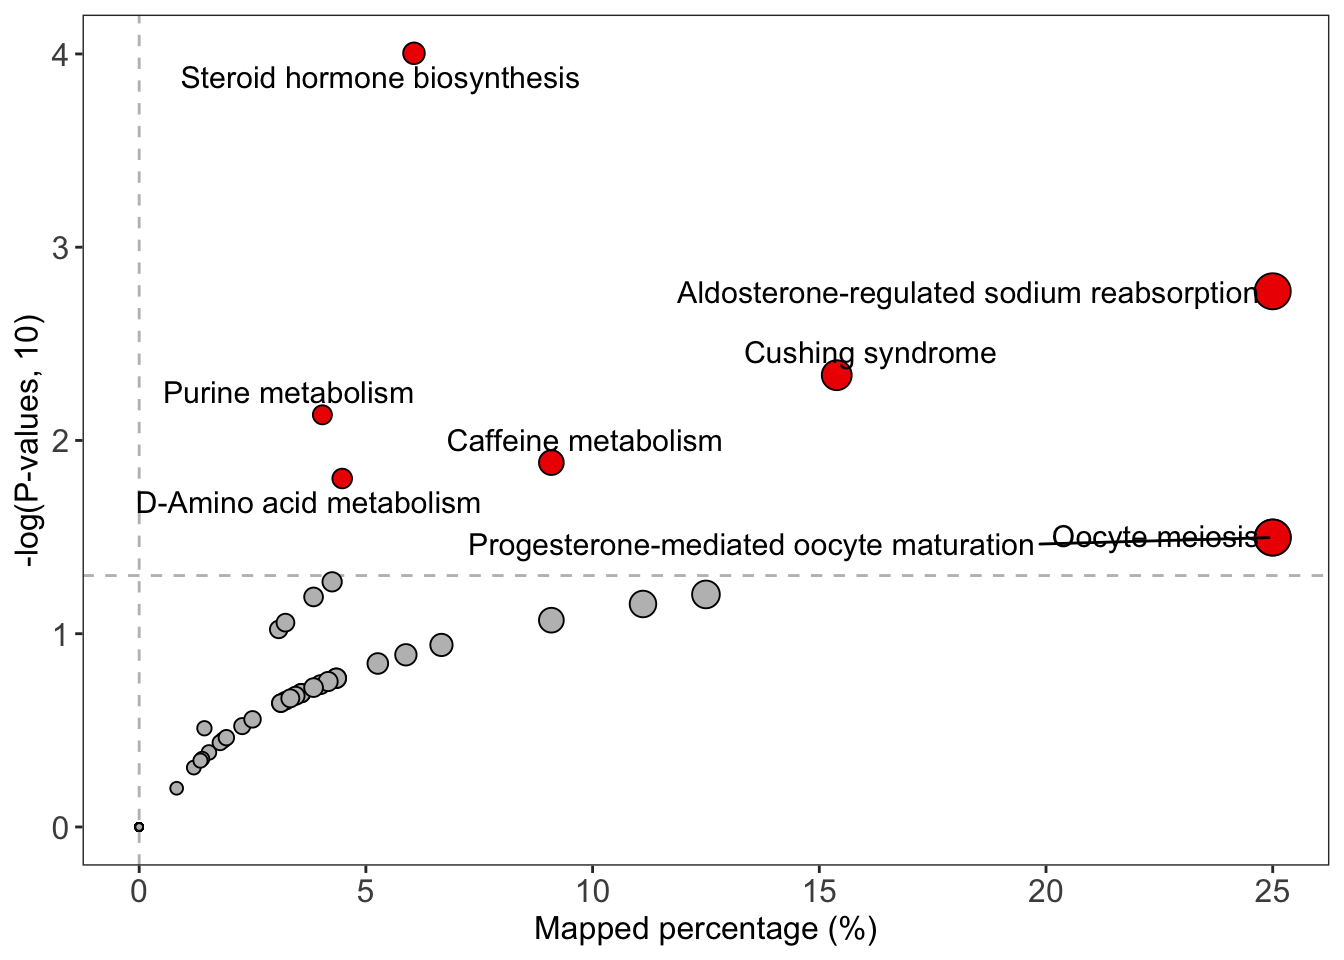 4
Steroid hormone biosynthesis
3
Aldosterone-regulated sodium reabsorption
Cushing syndrome
Purine metabolism
2
Caffeine metabolism
D-Amino acid metabolism
Oocyte meiosis
Progesterone-mediated oocyte maturation
1
0
-log(P-values, 10)
0 5 10 15 20 25
Mapped percentage (%)